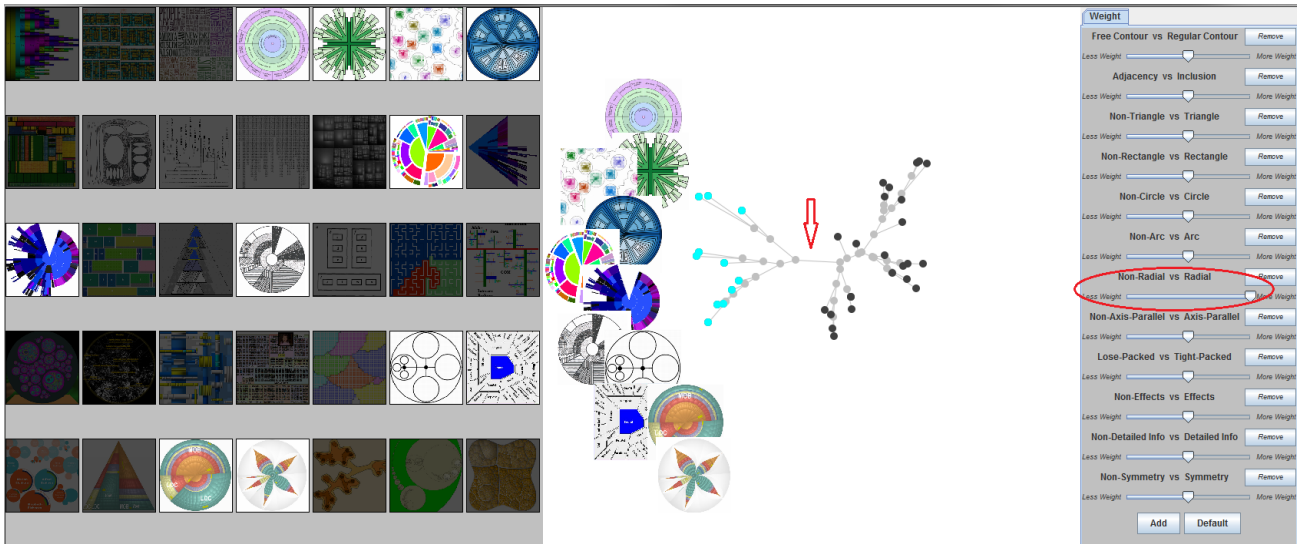 Weight
Free Contour vs Regular Contour Remove
Less Weight More Weight
Adjacency vs Inclusion Remove
Less Weight More Weight
Non-Triangle vs Triangle Remove
Less Weight More Weight
Non-Rectangle vs Rectangle Remove
Less Weight More Weight
Non-Circle vs Circle Remove
Less Weight More Weight
Non-Arc vs Arc Remove
Less Weight More Weight
Non-Radial vs Radial Remove
Less Weight More Weight
Non-Axis-Parallel vs Axis-Parallel Remove
Less Weight More Weight
Lose-Packed vs Tight-Packed Remove
Less Weight More Weight
Non-Effects vs Effects Remove
Less Weight More Weight
Non-Detailed Info vs Detailed Info Remove
Less Weight More Weight
Non-Symmetry vs Symmetry Remove
Less Weight More Weight
Add Default